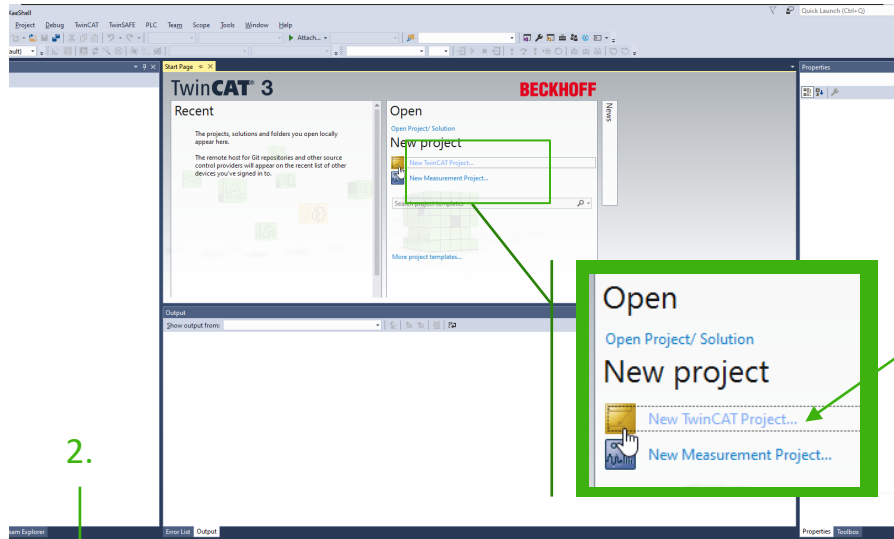 XaeShell
Quick Launch (Ctrl+Q)
Project Debug TwinCAT TwinSAFE PLC Team Scope Tools Window Help
Attach...
Start Page
Properties
TwinCAT 3
BECKHOFF
Recent
The projects, solutions and folders you open locally
appear here.
The remote host for Git repositories and other source
control providers will appear on the recent list of other
devices you've signed in to.
Open
Open Project/ Solution
New project
New TwinCAT Project...
New Measurement Project...
Search project templates
More project templates...
News
Output
Show output from:
Open
Open Project/ Solution
New project
New TwinCAT Project...
New Measurement Project...
2.
Error List Output
Properties Toolbox